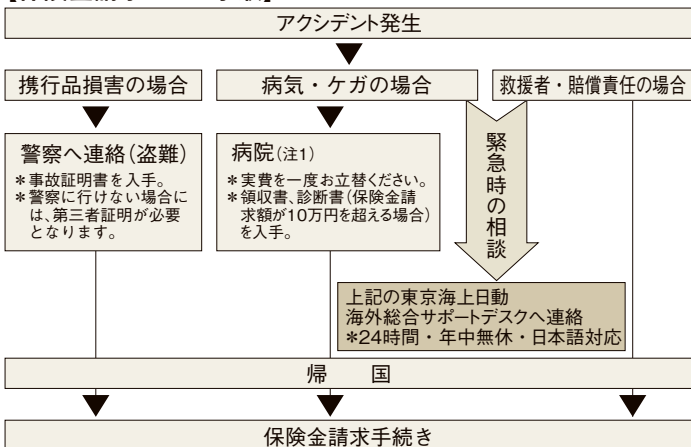 アクシデント発生
携行品損害の場合
病気・ケガの場合
救援者・賠償責任の場合
警察へ連絡(盗難)
*事故証明書を入手。
*警察に行けない場合に
は、第三者証明が必要
となります。
病院(注1)
*実費を一度お立替ください。
*領収書、診断書(保険金請
求額が10万円を超える場合)
を入手。
緊急時の相談
上記の東京海上日動
海外総合サポートデスクへ連絡
*24時間・年中無休・日本語対応
帰 国
保険金請求手続き